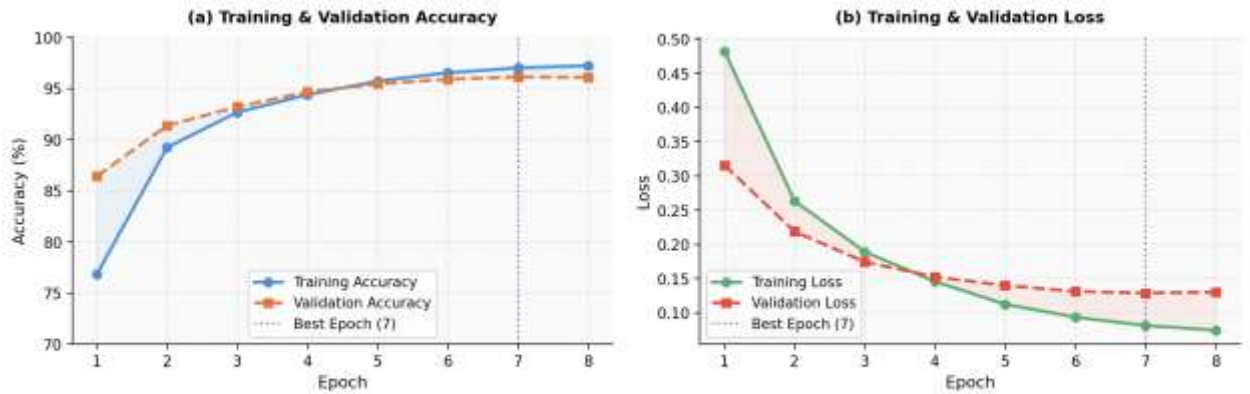 (a) Training & Validation Accuracy
100
95
90
85
80
75
70
Accuracy (%)
Training Accuracy
Validation Accuracy
Best Epoch (7)
1 2 3 4 5 6 7 8
Epoch
(b) Training & Validation Loss
0.50
0.45
0.40
0.35
0.30
0.25
0.20
0.15
0.10
Loss
Training Loss
Validation Loss
Best Epoch (7)
1 2 3 4 5 6 7 8
Epoch